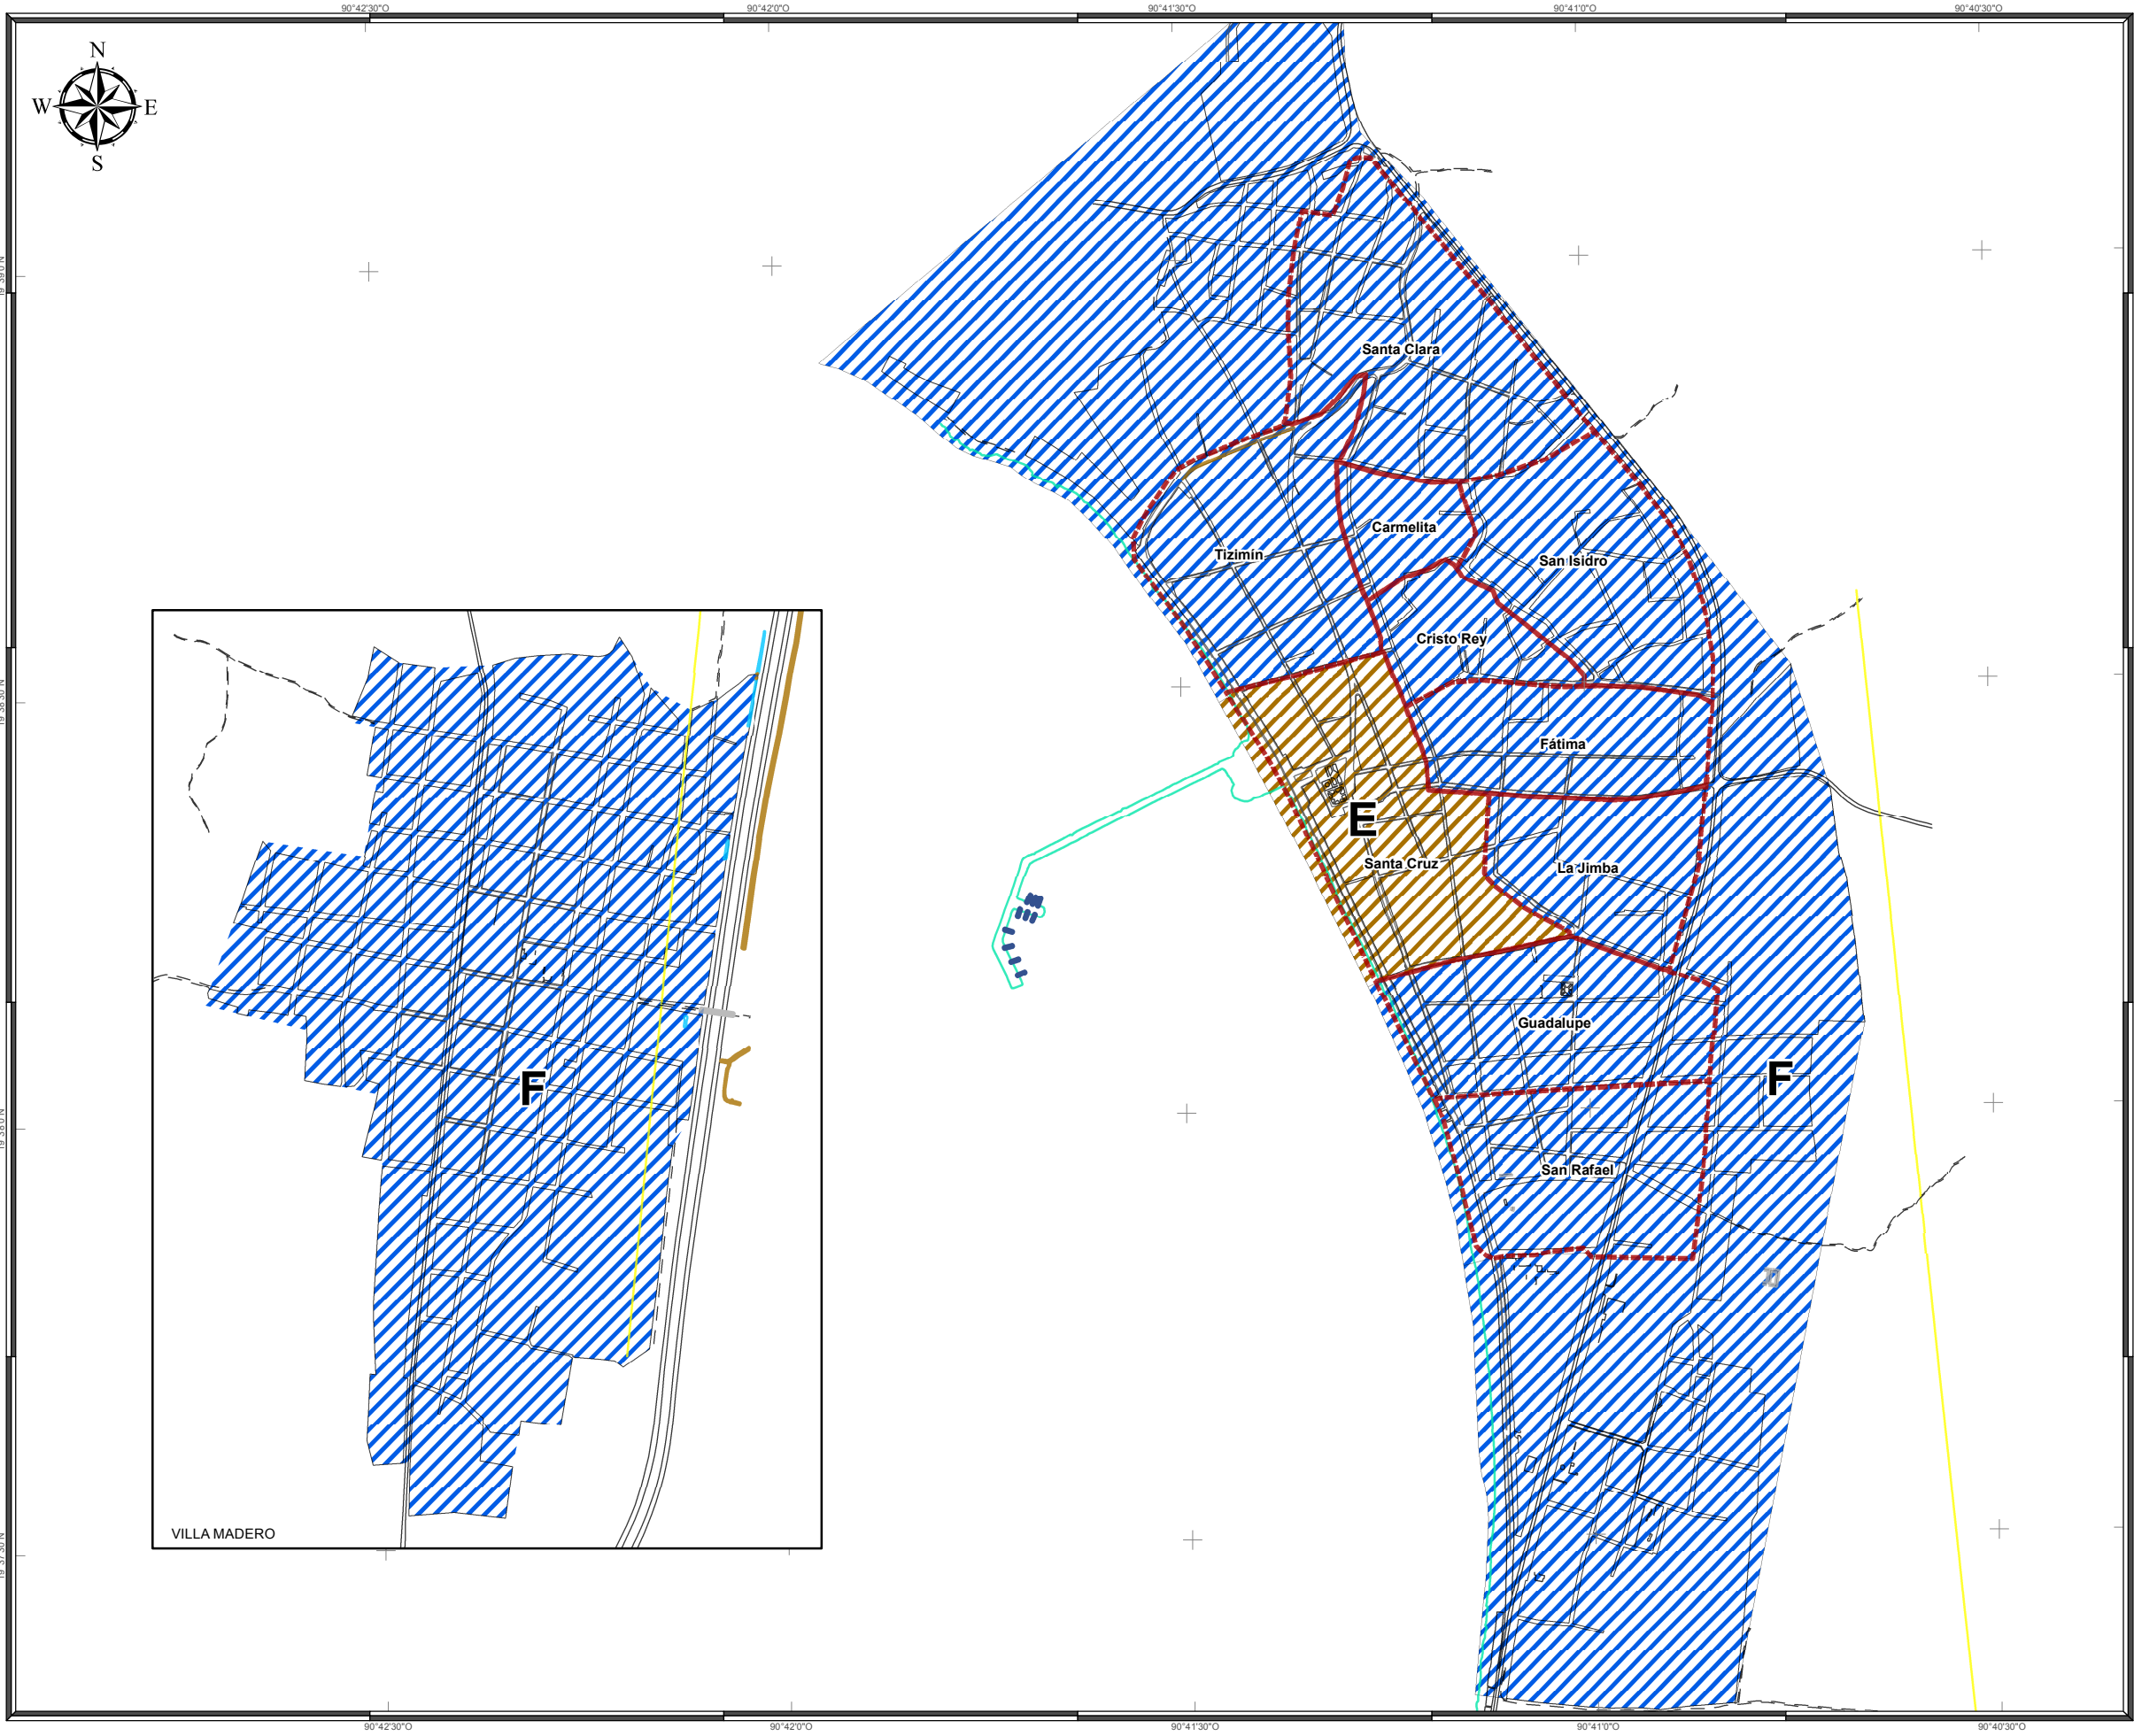 90°42'30"O
90°42'0"O
90°41'30"O
90°41'0"O
90°40'30"O
N
W
E
S
Santa Clara
Carmelita
Tizimín
San Isidro
Cristo Rey
Fátima
E
Santa Cruz
La Jimba
Guadalupe
F
F
San Rafael
VILLA MADERO
90°42'30"O
90°42'0"O
90°41'30"O
90°41'0"O
90°40'30"O